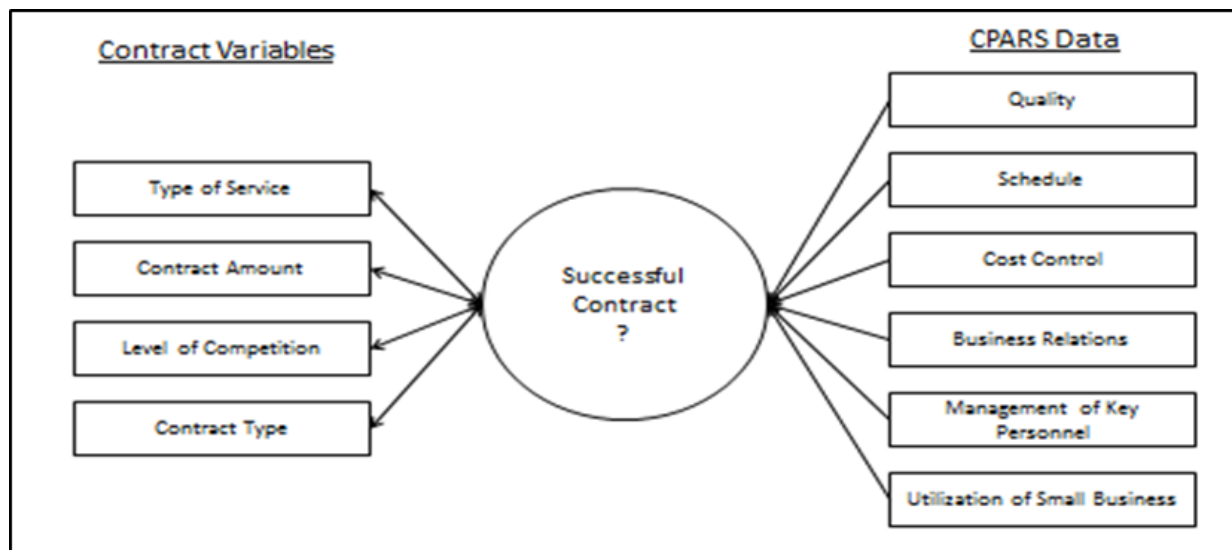 Contract Variables
Type of Service
Contract Amount
Level of Competition
Contract Type
Successful
Contract
?
CPARS Data
Quality
Schedule
Cost Control
Business Relations
Management of Key
Personnel
Utilization of Small Business